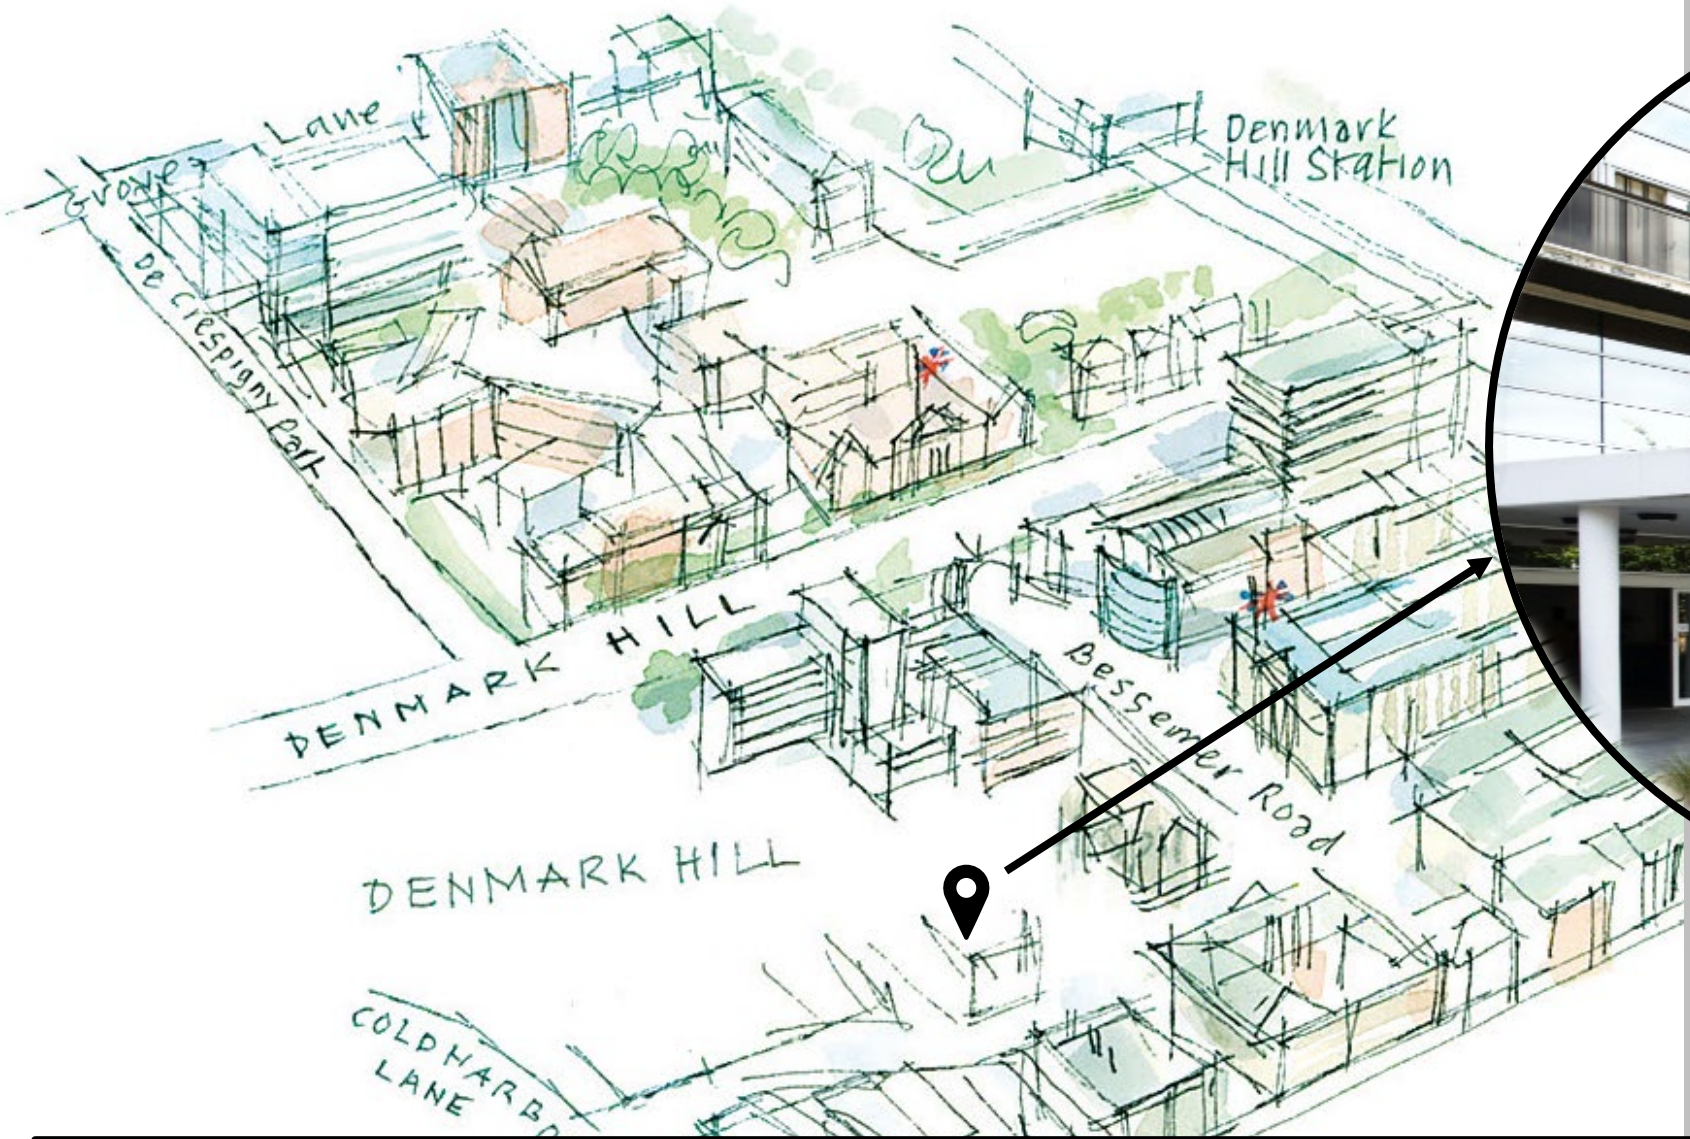 Grove Lane
Denmark
Hill Station
De Crespigny Park
DENMARK HILL
Bessemer Road
DENMARK HILL
COLDHARB
LANE